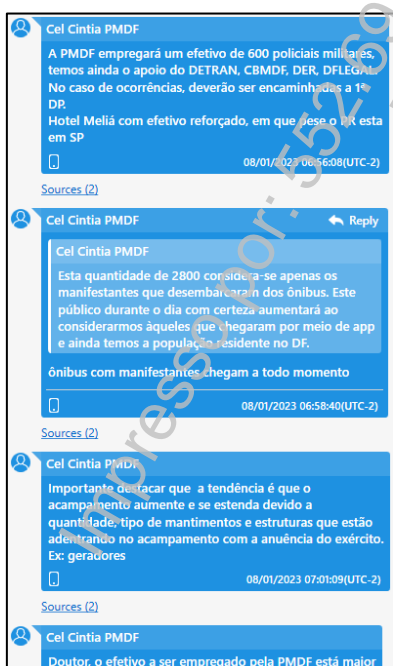 Cel Cintia PMDF
A PMDF empregará um efetivo de 600 policiais militares,
temos ainda o apoio do DETRAN, CBMDF, DER, DFLEGAL.
No caso de ocorrências, deverão ser encaminhadas a 1ª
DP.
Hotel Meliá com efetivo reforçado, em que pese o PR esta
em SP
08/01/2023 06:56:08(UTC-2)
Sources (2)
Cel Cintia PMDF
Reply
Cel Cintia PMDF
Esta quantidade de 2800 considera-se apenas os
manifestantes que desembarcaram dos ônibus. Este
público durante o dia com certeza aumentará ao
considerarmos àqueles que chegaram por meio de app
e ainda temos a população residente no DF.
ônibus com manifestantes chegam a todo momento
08/01/2023 06:58:40(UTC-2)
Sources (2)
Cel Cintia PMDF
Importante destacar que a tendência é que o
acampamento aumente e se estenda devido a
quantidade, tipo de mantimentos e estruturas que estão
adentrando no acampamento com a anuência do exército.
Ex: geradores
08/01/2023 07:01:09(UTC-2)
Sources (2)
Cel Cintia PMDF
Doutor, o efetivo a ser empregado pela PMDF está maior
Impresso por: 552.69